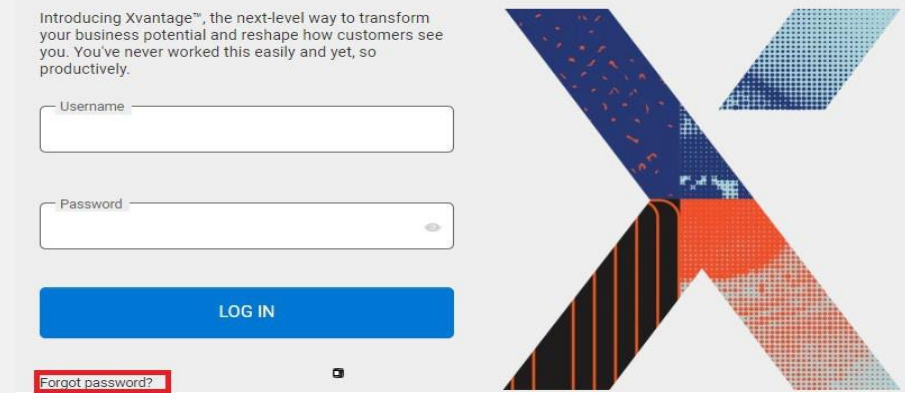 Introducing Xvantage™, the next-level way to transform
your business potential and reshape how customers see
you. You've never worked this easily and yet, so
productively.
Username
Password
LOG IN
Forgot password?